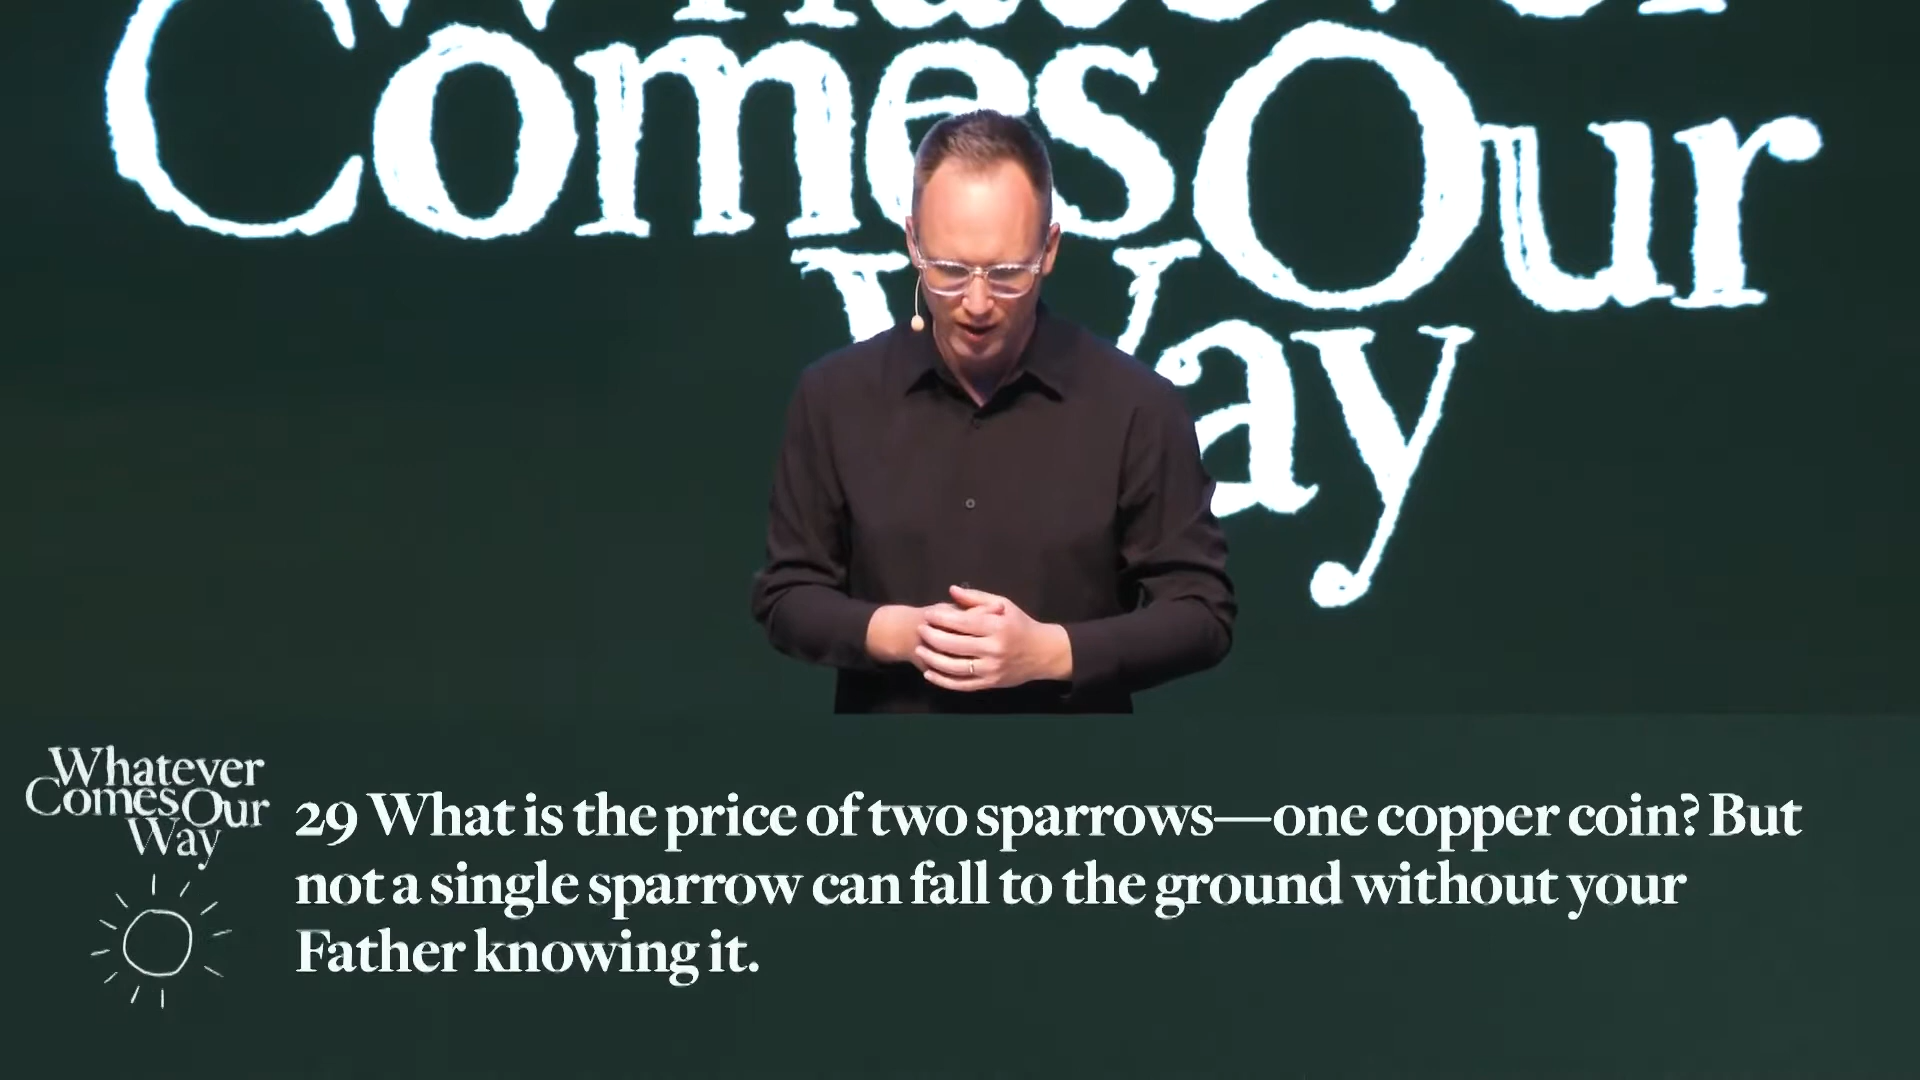 Whatever
Comes Our
Way
Whatever
Comes Our
Way
29 What is the price of two sparrows—one copper coin? But
not a single sparrow can fall to the ground without your
Father knowing it.